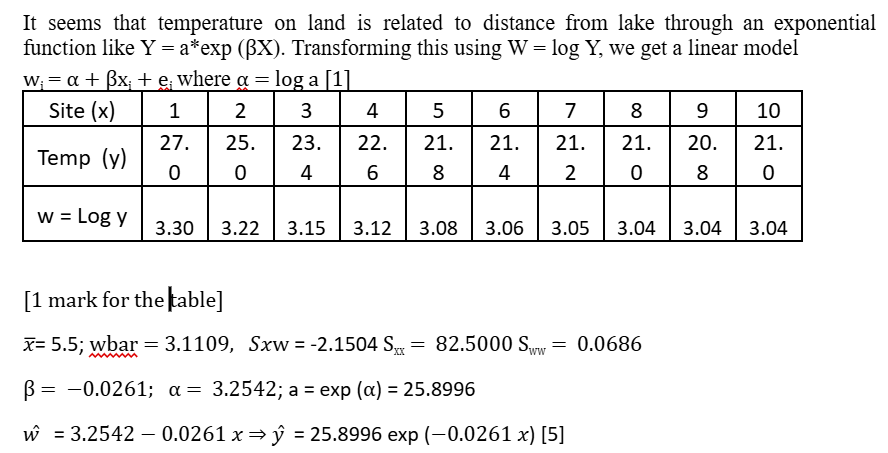 It seems that temperature on land is related to distance from lake through an exponential
function like Y = a*exp (βX). Transforming this using W = log Y, we get a linear model
wᵢ = α + βxᵢ + eᵢ where α = log a [1]
Site (x) 1 2 3 4 5 6 7 8 9 10
Temp (y) 27.0 25.0 23.4 22.6 21.8 21.4 21.2 21.0 20.8 21.0
w = Log y 3.30 3.22 3.15 3.12 3.08 3.06 3.05 3.04 3.04 3.04
[1 mark for the table]
x̅= 5.5; wbar = 3.1109, Sxw = -2.1504 Sxx = 82.5000 Sww = 0.0686
β = −0.0261; α = 3.2542; a = exp (α) = 25.8996
ŵ = 3.2542 – 0.0261 x ⇒ ŷ = 25.8996 exp (−0.0261 x) [5]